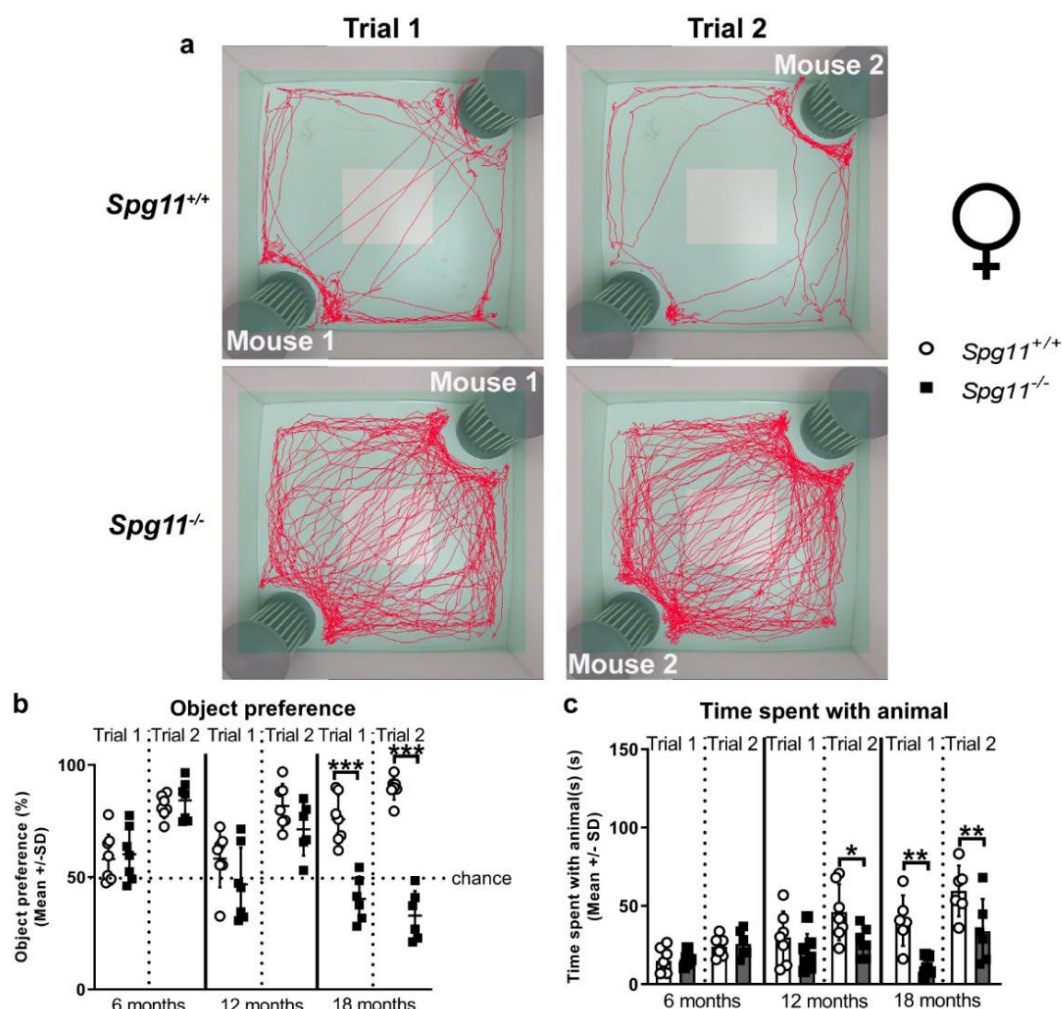 a
Trial 1
Trial 2
Spg11+/+
Mouse 1
Mouse 2
Spg11+/+
Spg11-/-
Spg11-/-
Mouse 1
Mouse 2
b
Object preference
Trial 1 Trial 2 Trial 1 Trial 2 Trial 1 Trial 2
*** ***
Object preference (%)
(Mean +/-SD)
100
50
0
chance
6 months 12 months 18 months
c
Time spent with animal
Trial 1 Trial 2 Trial 1 Trial 2 Trial 1 Trial 2
* ** **
Time spent with animal(s) (s)
(Mean +/- SD)
150
100
50
0
6 months 12 months 18 months